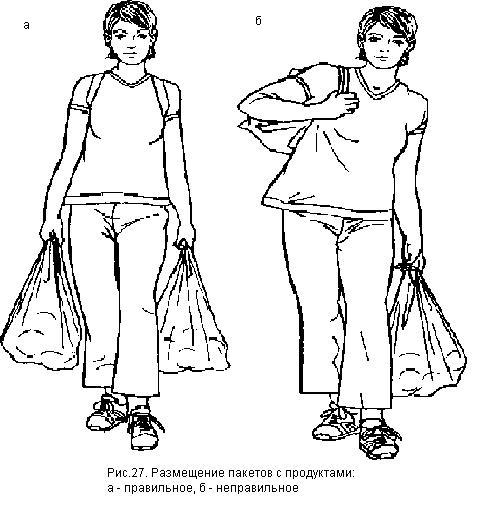 а
б
Рис.27. Размещение пакетов с продуктами:
а - правильное, б - неправильное